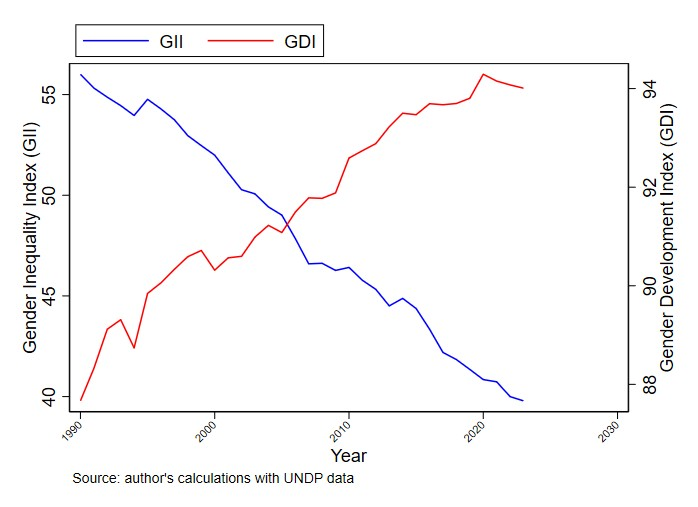 GII GDI
Gender Inequality Index (GII)
55
50
45
40
Gender Development Index (GDI)
94
92
90
88
1990 2000 2010 2020 2030
Year
Source: author's calculations with UNDP data